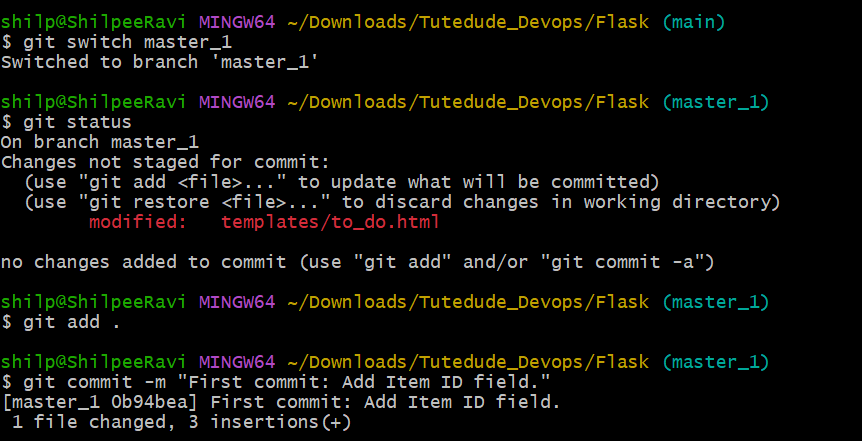 shilp@ShilpeeRavi MINGW64 ~/Downloads/Tutedude_Devops/Flask (main)
$ git switch master_1
Switched to branch 'master_1'
shilp@ShilpeeRavi MINGW64 ~/Downloads/Tutedude_Devops/Flask (master_1)
$ git status
On branch master_1
Changes not staged for commit:
  (use "git add <file>..." to update what will be committed)
  (use "git restore <file>..." to discard changes in working directory)
        modified:   templates/to_do.html
no changes added to commit (use "git add" and/or "git commit -a")
shilp@ShilpeeRavi MINGW64 ~/Downloads/Tutedude_Devops/Flask (master_1)
$ git add .
shilp@ShilpeeRavi MINGW64 ~/Downloads/Tutedude_Devops/Flask (master_1)
$ git commit -m "First commit: Add Item ID field."
[master_1 0b94bea] First commit: Add Item ID field.
 1 file changed, 3 insertions(+)